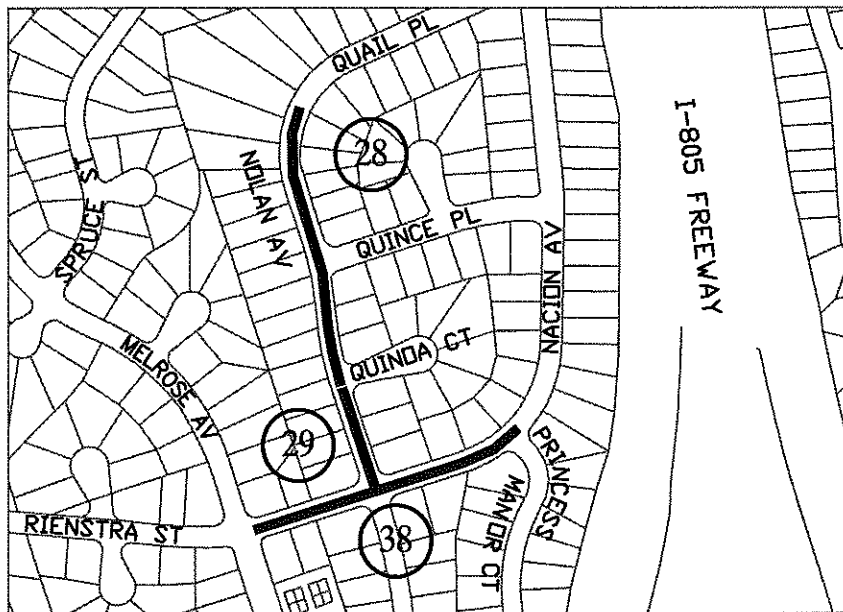 QUAIL PL
I-805 FREEWAY
28
NOLAN AV
SPRUCE ST
QUINCE PL
NACION AV
MELROSE AV
QUINOA CT
29
PRINCESS
MANOR CT
RIENSTRA ST
38